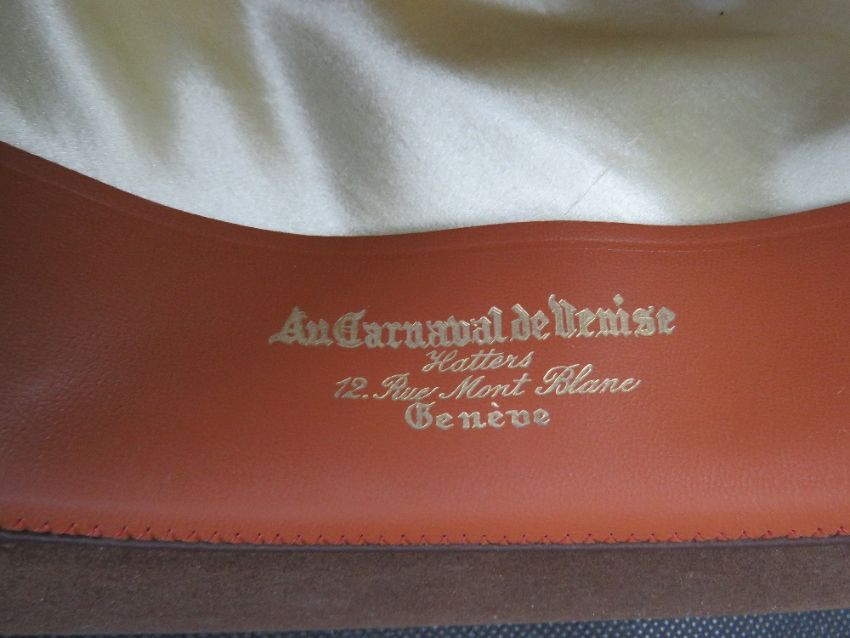 Au Carnaval de Venise
Hatters
12. Rue Mont Blanc
Genève